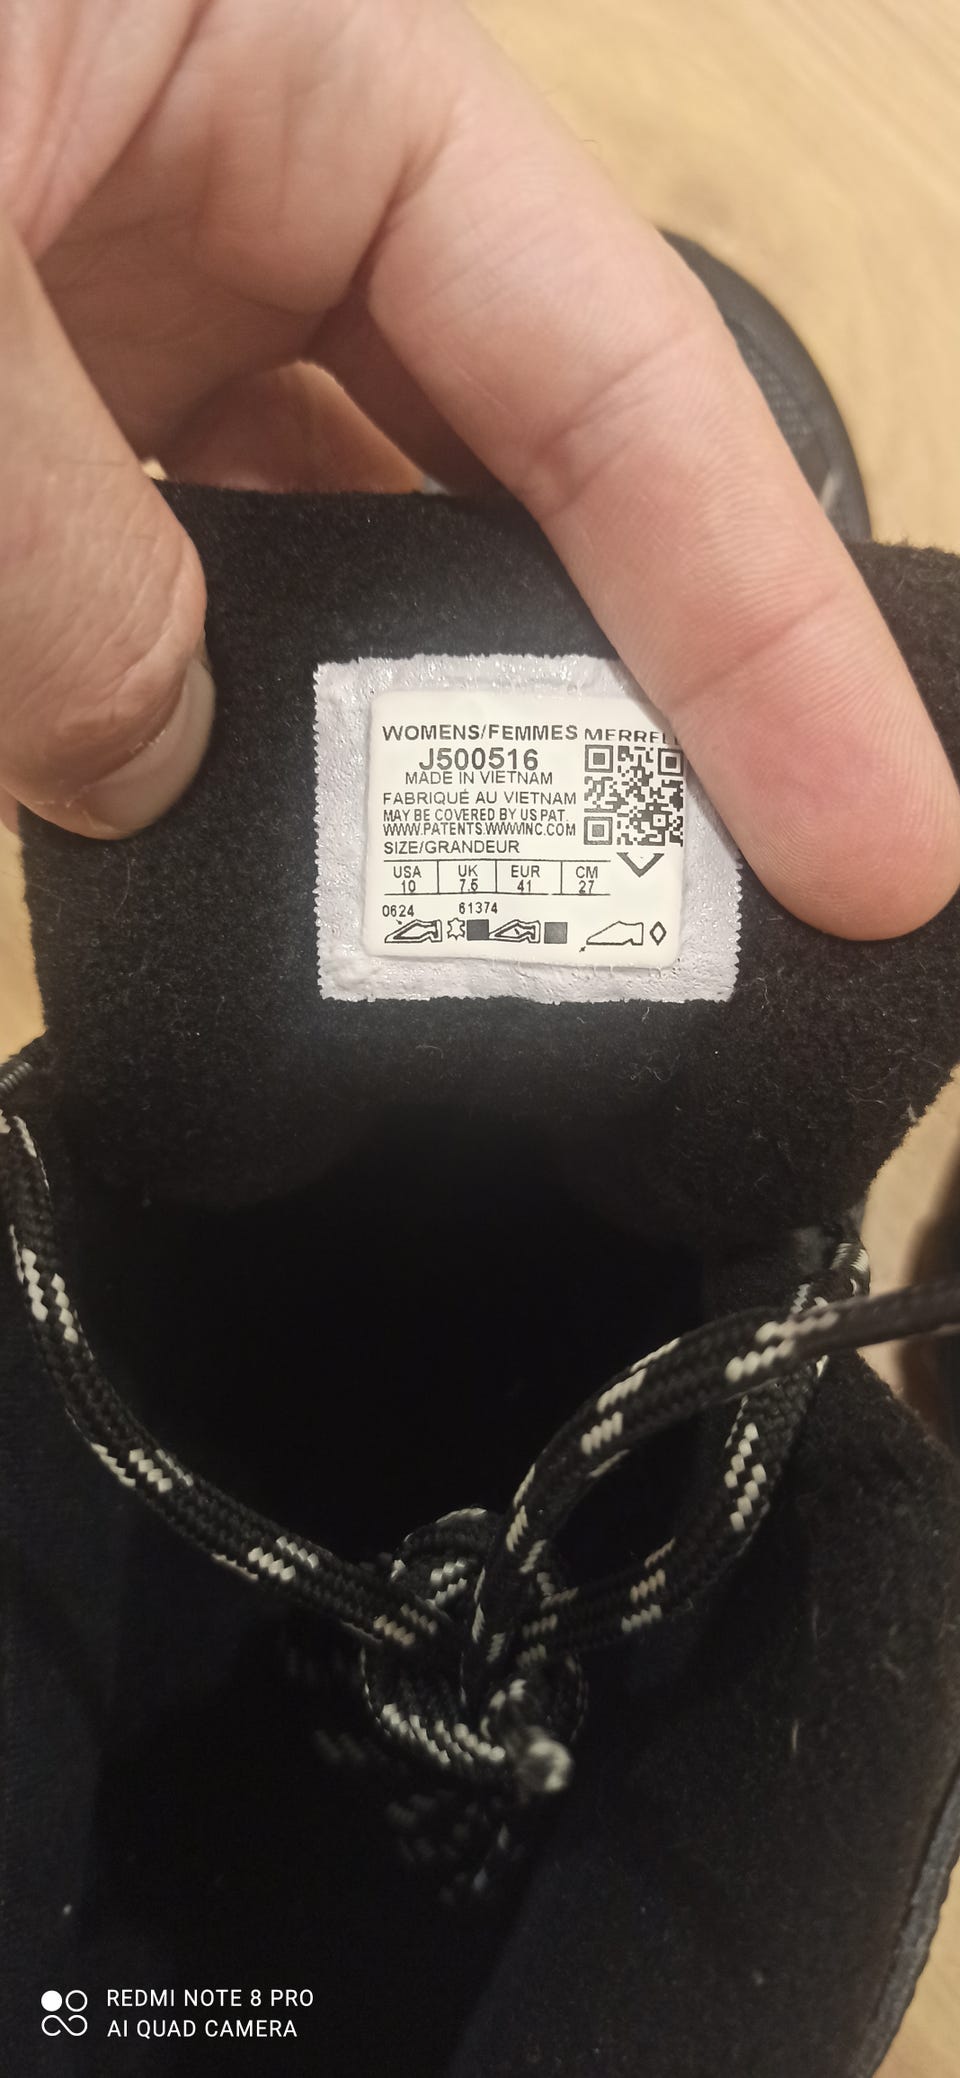 WOMENS/FEMMES MERRELL
J500516
MADE IN VIETNAM
FABRIQUÉ AU VIETNAM
MAY BE COVERED BY US PAT.
WWW.PATENTS.WWWINC.COM
SIZE/GRANDEUR
USA UK EUR CM
10 7.5 41 27
0624 61374
REDMI NOTE 8 PRO
AI QUAD CAMERA